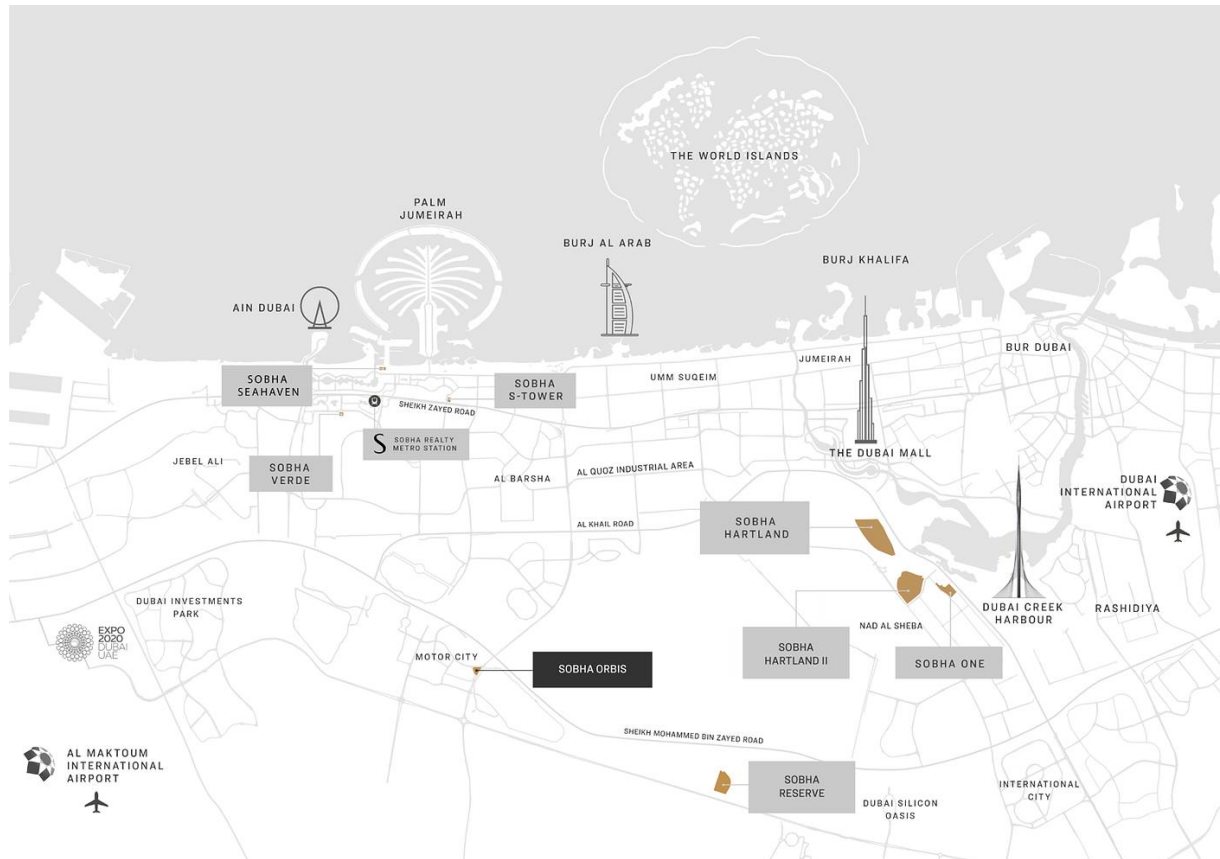 THE WORLD ISLANDS
PALM
JUMEIRAH
BURJ AL ARAB
BURJ KHALIFA
AIN DUBAI
BUR DUBAI
JUMEIRAH
SOBHA
SEAHAVEN
SOBHA
S-TOWER
UMM SUQEIM
SHEIKH ZAYED ROAD
S SOBHA REALTY
METRO STATION
THE DUBAI MALL
JEBEL ALI
SOBHA
VERDE
AL BARSHA
AL QUOZ INDUSTRIAL AREA
DUBAI
INTERNATIONAL
AIRPORT
AL KHAIL ROAD
SOBHA
HARTLAND
DUBAI INVESTMENTS
PARK
DUBAI CREEK
HARBOUR
RASHIDIYA
NAD AL SHEBA
EXPO
2020
DUBAI
UAE
MOTOR CITY
SOBHA ORBIS
SOBHA
HARTLAND II
SOBHA ONE
SHEIKH MOHAMMED BIN ZAYED ROAD
AL MAKTOUM
INTERNATIONAL
AIRPORT
SOBHA
RESERVE
INTERNATIONAL
CITY
DUBAI SILICON
OASIS